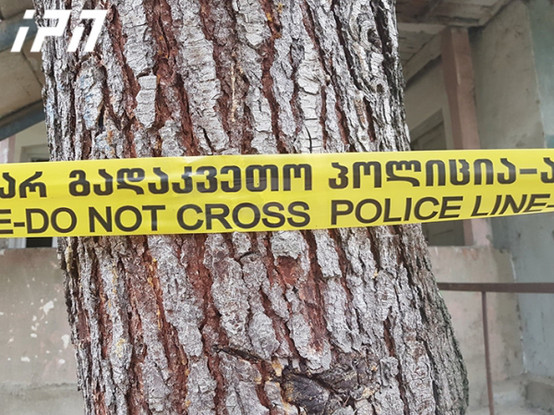 IPN
არ გადაკვეთო პოლიცია-ა
E-DO NOT CROSS POLICE LINE-